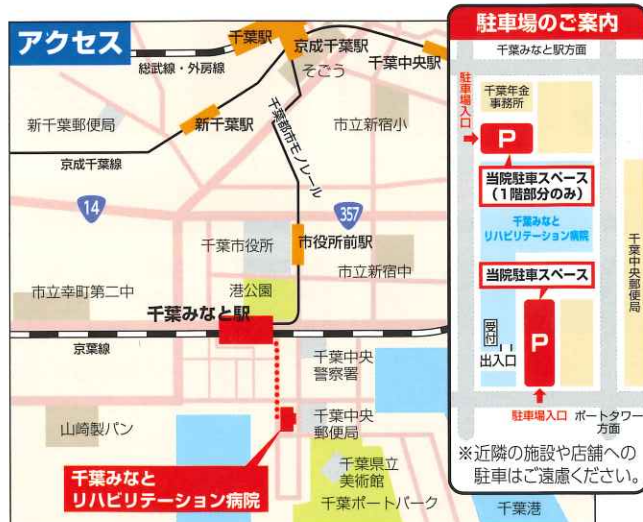 アクセス
千葉駅
京成千葉駅
千葉中央駅
総武線・外房線
そごう
新千葉郵便局
新千葉駅
市立新宿小
京成千葉線
千葉都市モノレール
14
357
千葉市役所
市役所前駅
市立幸町第二中
港公園
市立新宿中
千葉みなと駅
京葉線
千葉中央
警察署
山崎製パン
千葉中央
郵便局
千葉みなと
リハビリテーション病院
千葉県立
美術館
千葉ポートパーク
千葉港
駐車場のご案内
千葉みなと駅方面
駐車場入口
千葉年金
事務所
P
当院駐車スペース
(1階部分のみ)
千葉みなと
リハビリテーション病院
千葉中央郵便局
当院駐車スペース
受付
出入口
P
駐車場入口
ポートタワー
方面
※近隣の施設や店舗への
駐車はご遠慮ください。